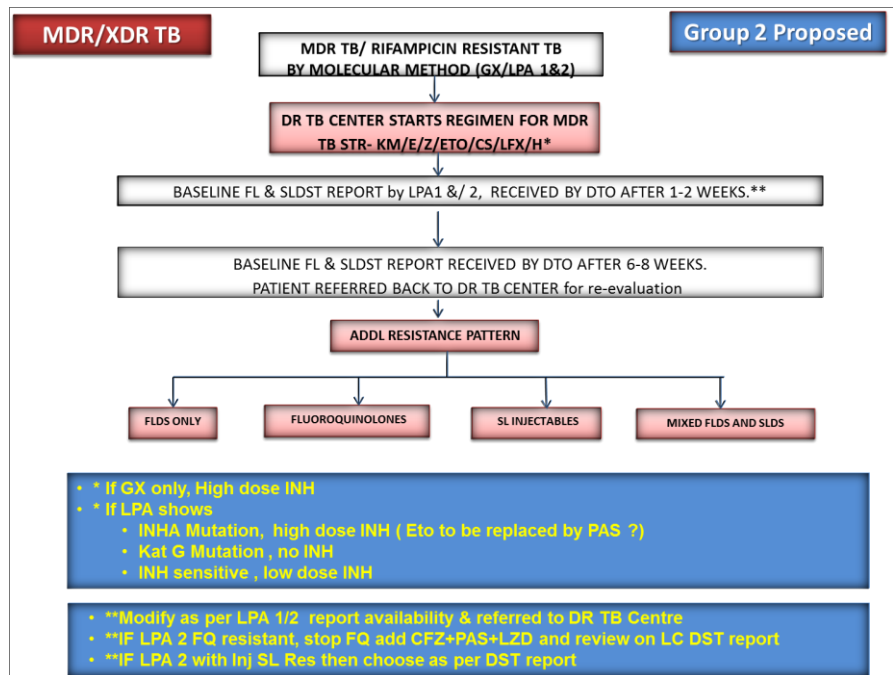 MDR/XDR TB
Group 2 Proposed
MDR TB/ RIFAMPICIN RESISTANT TB
BY MOLECULAR METHOD (GX/LPA 1&2)
DR TB CENTER STARTS REGIMEN FOR MDR
TB STR- KM/E/Z/ETO/CS/LFX/H*
BASELINE FL & SLDST REPORT by LPA1 &/ 2, RECEIVED BY DTO AFTER 1-2 WEEKS.**
BASELINE FL & SLDST REPORT RECEIVED BY DTO AFTER 6-8 WEEKS.
PATIENT REFERRED BACK TO DR TB CENTER for re-evaluation
ADDL RESISTANCE PATTERN
FLDS ONLY
FLUOROQUINOLONES
SL INJECTABLES
MIXED FLDS AND SLDS
• * If GX only, High dose INH
• * If LPA shows
• INHA Mutation, high dose INH ( Eto to be replaced by PAS ?)
• Kat G Mutation , no INH
• INH sensitive , low dose INH
• **Modify as per LPA 1/2 report availability & referred to DR TB Centre
• **IF LPA 2 FQ resistant, stop FQ add CFZ+PAS+LZD and review on LC DST report
• **IF LPA 2 with Inj SL Res then choose as per DST report